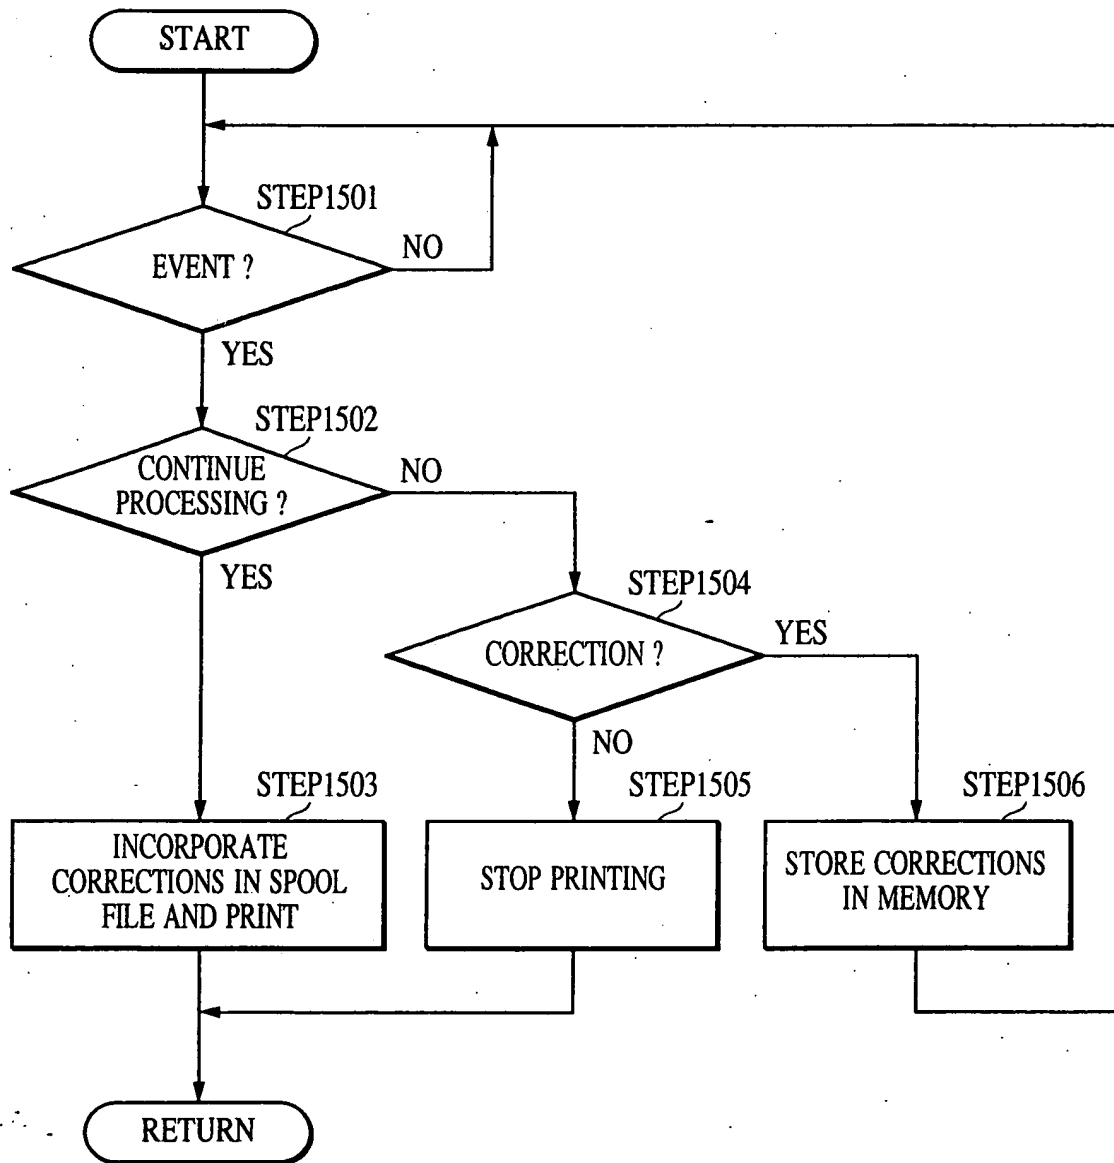 START
STEP1501
EVENT ?
NO
YES
STEP1502
CONTINUE
PROCESSING ?
NO
YES
STEP1504
CORRECTION ?
YES
NO
STEP1503
INCORPORATE
CORRECTIONS IN SPOOL
FILE AND PRINT
STEP1505
STOP PRINTING
STEP1506
STORE CORRECTIONS
IN MEMORY
RETURN